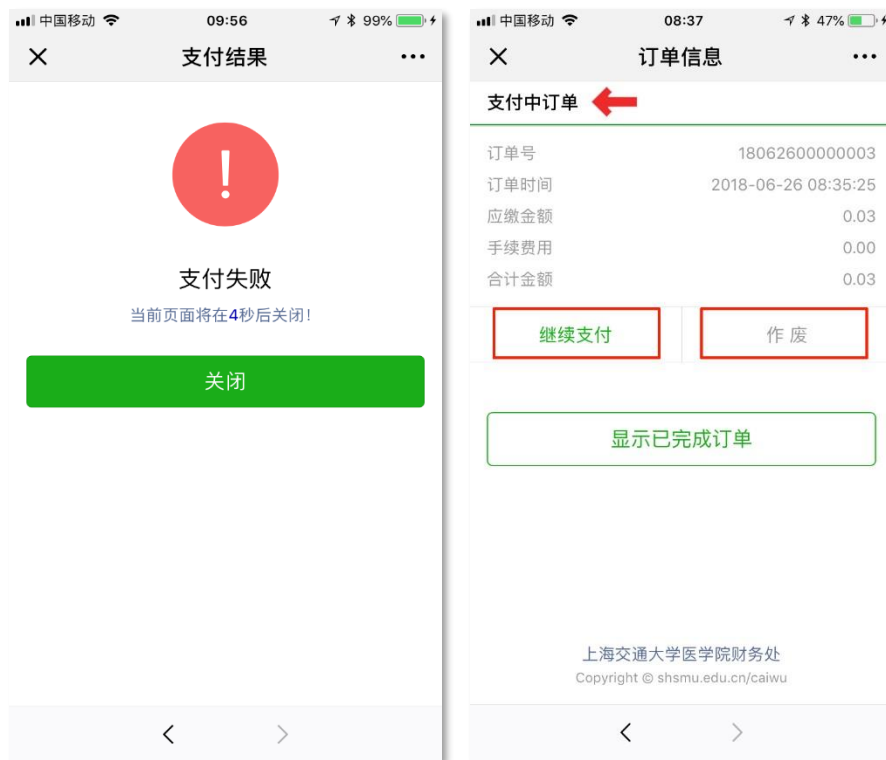 中国移动 09:56 99%
支付结果
!
支付失败
当前页面将在4秒后关闭!
关闭
中国移动 08:37 47%
订单信息
支付中订单
订单号 18062600000003
订单时间 2018-06-26 08:35:25
应缴金额 0.03
手续费用 0.00
合计金额 0.03
继续支付 作 废
显示已完成订单
上海交通大学医学院财务处
Copyright © shsmu.edu.cn/caiwu